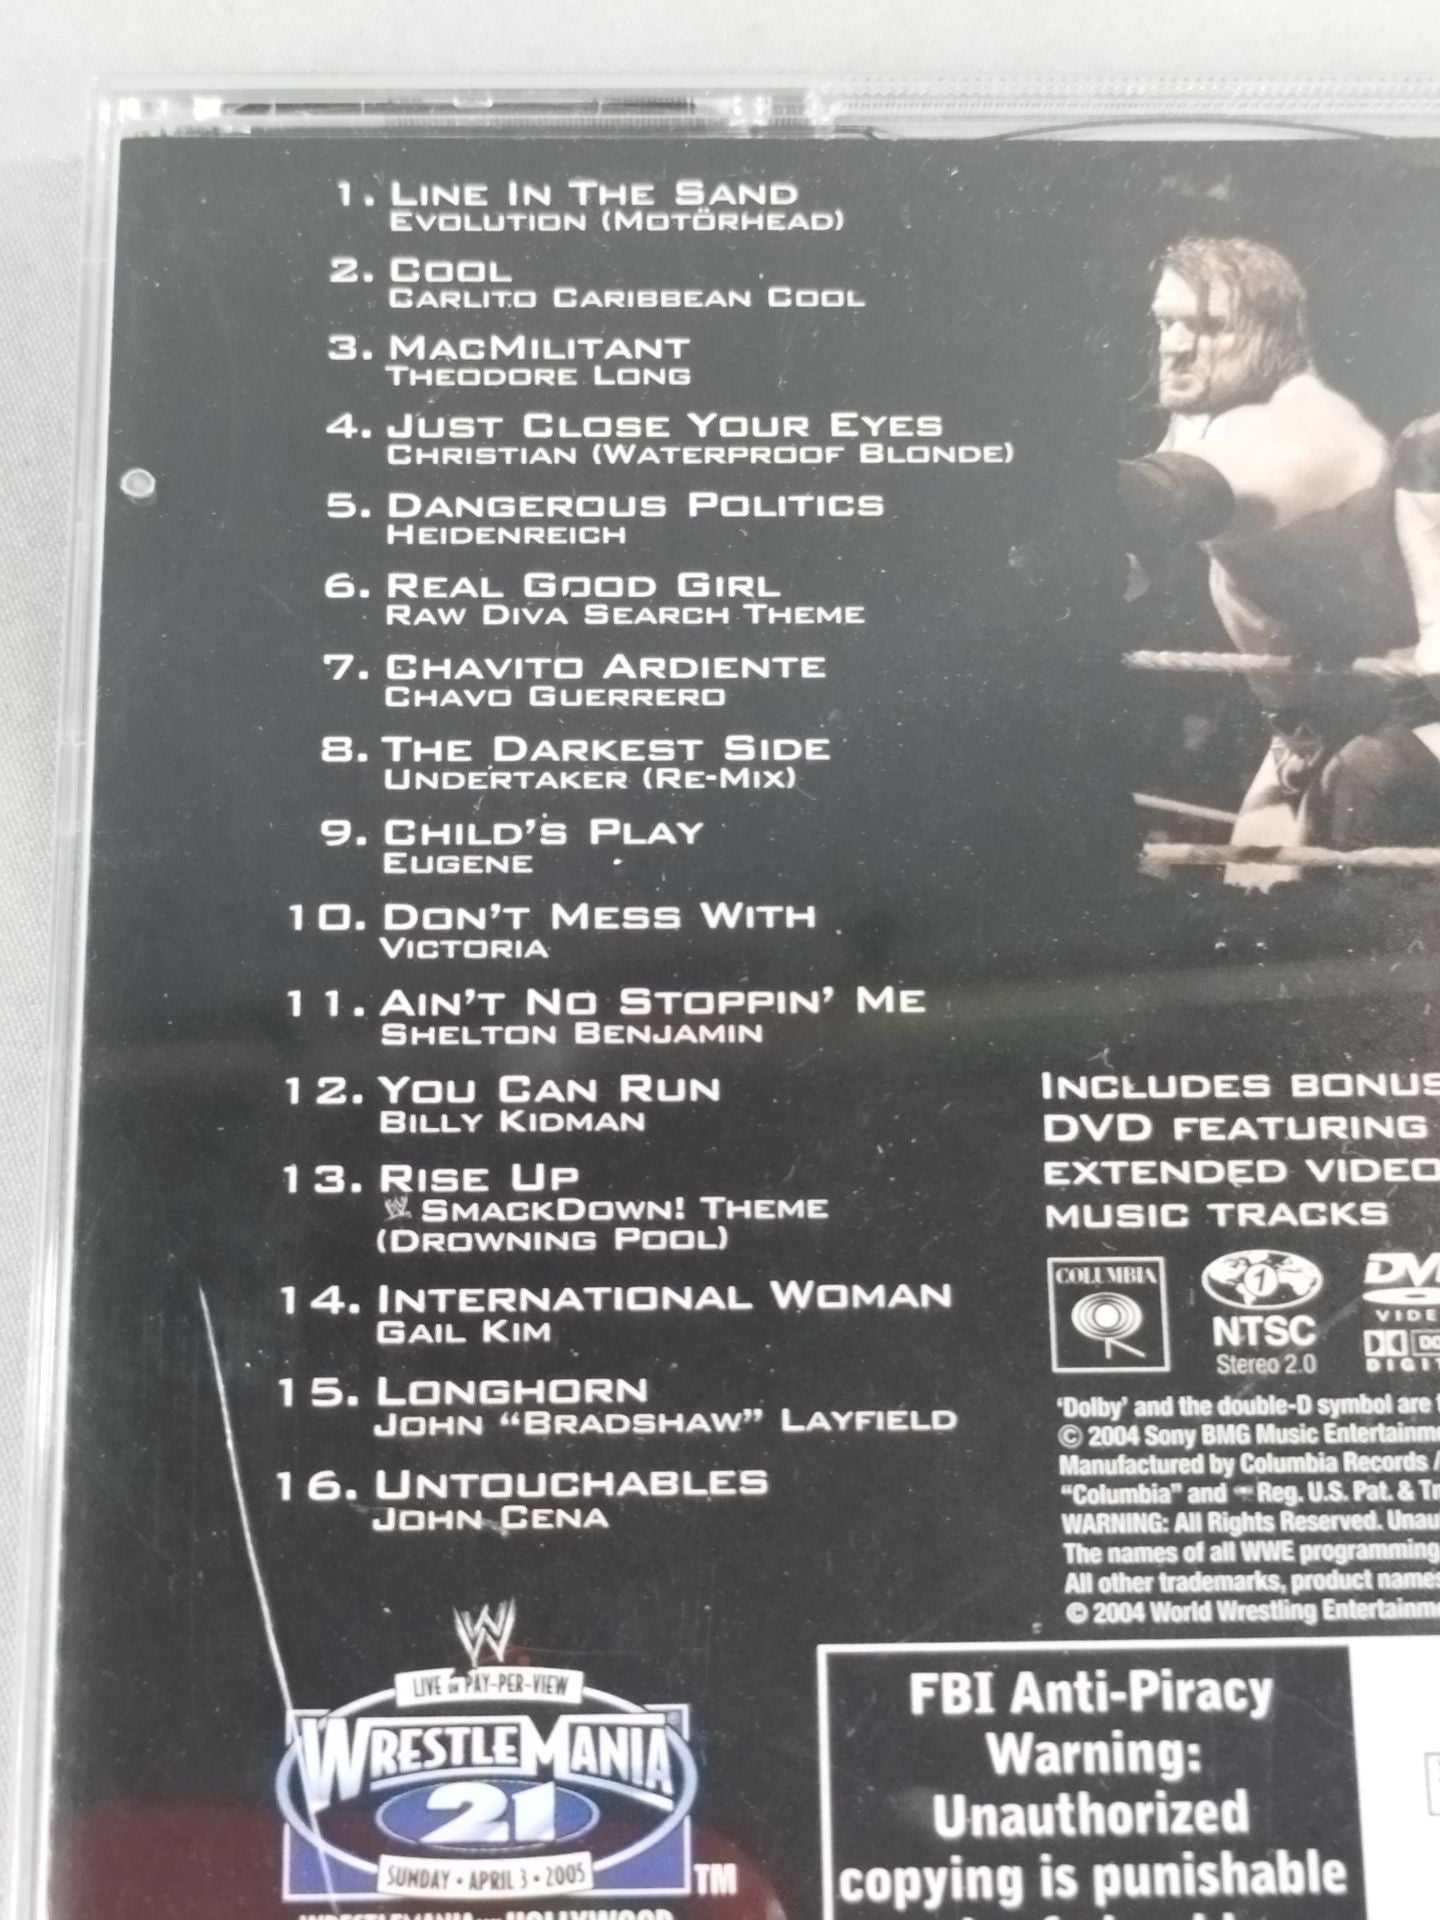 1. Line In The Sand
Evolution (Motörhead)
2. Cool
Carlito Caribbean Cool
3. MacMilitant
Theodore Long
4. Just Close Your Eyes
Christian (Waterproof Blonde)
5. Dangerous Politics
Heidenreich
6. Real Good Girl
Raw Diva Search Theme
7. Chavito Ardiente
Chavo Guerrero
8. The Darkest Side
Undertaker (Re-Mix)
9. Child's Play
Eugene
10. Don't Mess With
Victoria
11. Ain't No Stoppin' Me
Shelton Benjamin
12. You Can Run
Billy Kidman
13. Rise Up
W SmackDown! Theme
(Drowning Pool)
14. International Woman
Gail Kim
15. Longhorn
John “Bradshaw” Layfield
16. Untouchables
John Cena
Includes bonus
DVD featuring
extended video
music tracks
COLUMBIA
1
NTSC
Stereo 2.0
'Dolby' and the double-D symbol are
© 2004 Sony BMG Music
Manufactured by Columbia Records /
“Columbia” and Reg. U.S. Pat. &
WARNING: All Rights Reserved.
The names of all WWE programming,
All other trademarks, product names
© 2004 World Wrestling
W
LIVE on PAY-PER-VIEW
WRESTLEMANIA ®
21
SUNDAY • APRIL 3 • 2005
TM
FBI Anti-Piracy
Warning:
Unauthorized
copying is punishable